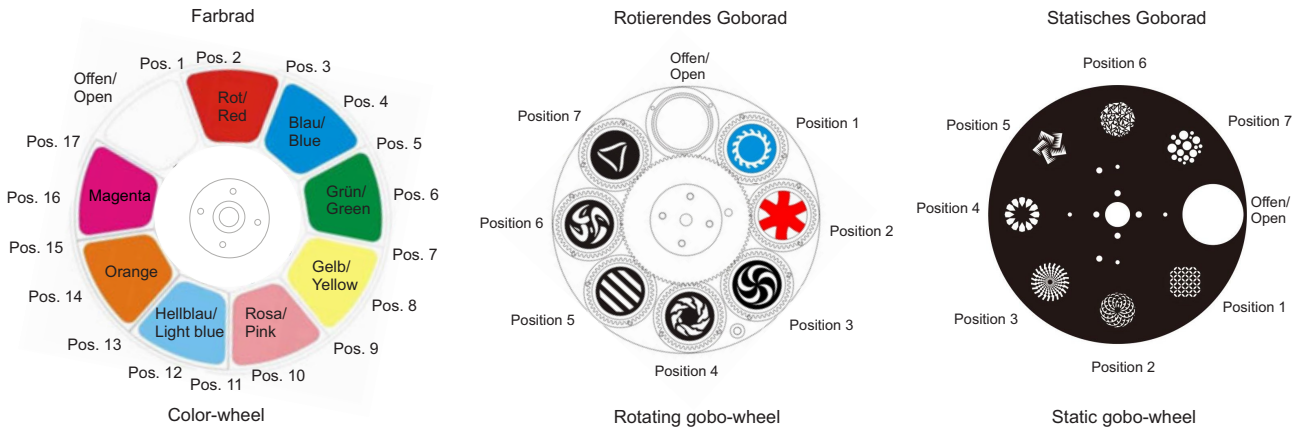 Farbrad
Offen/
Open
Pos. 1
Pos. 2
Pos. 3
Pos. 4
Pos. 5
Pos. 6
Pos. 7
Pos. 8
Pos. 9
Pos. 10
Pos. 11
Pos. 12
Pos. 13
Pos. 14
Pos. 15
Pos. 16
Pos. 17
Rot/
Red
Blau/
Blue
Grün/
Green
Gelb/
Yellow
Rosa/
Pink
Hellblau/
Light blue
Orange
Magenta
Color-wheel
Rotierendes Goborad
Offen/
Open
Position 1
Position 2
Position 3
Position 4
Position 5
Position 6
Position 7
Rotating gobo-wheel
Statisches Goborad
Position 6
Position 7
Offen/
Open
Position 1
Position 2
Position 3
Position 4
Position 5
Static gobo-wheel